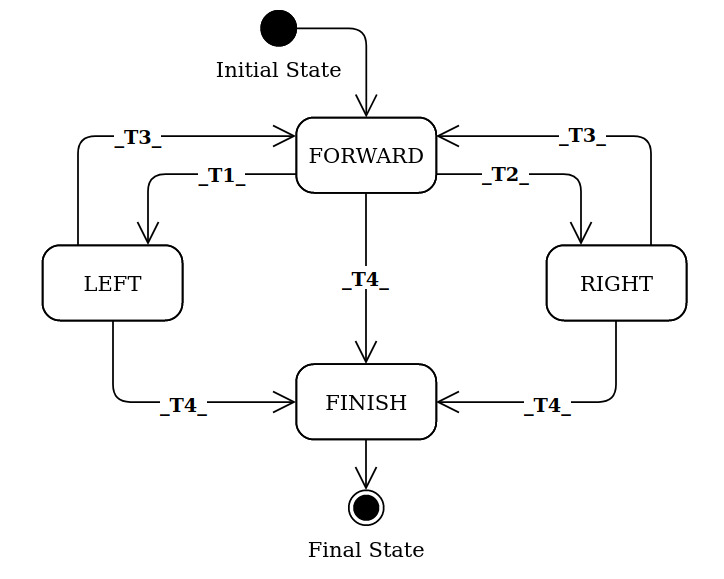 Initial State
_T3_
_T3_
FORWARD
_T1_
_T2_
LEFT
_T4_
RIGHT
_T4_
FINISH
_T4_
Final State